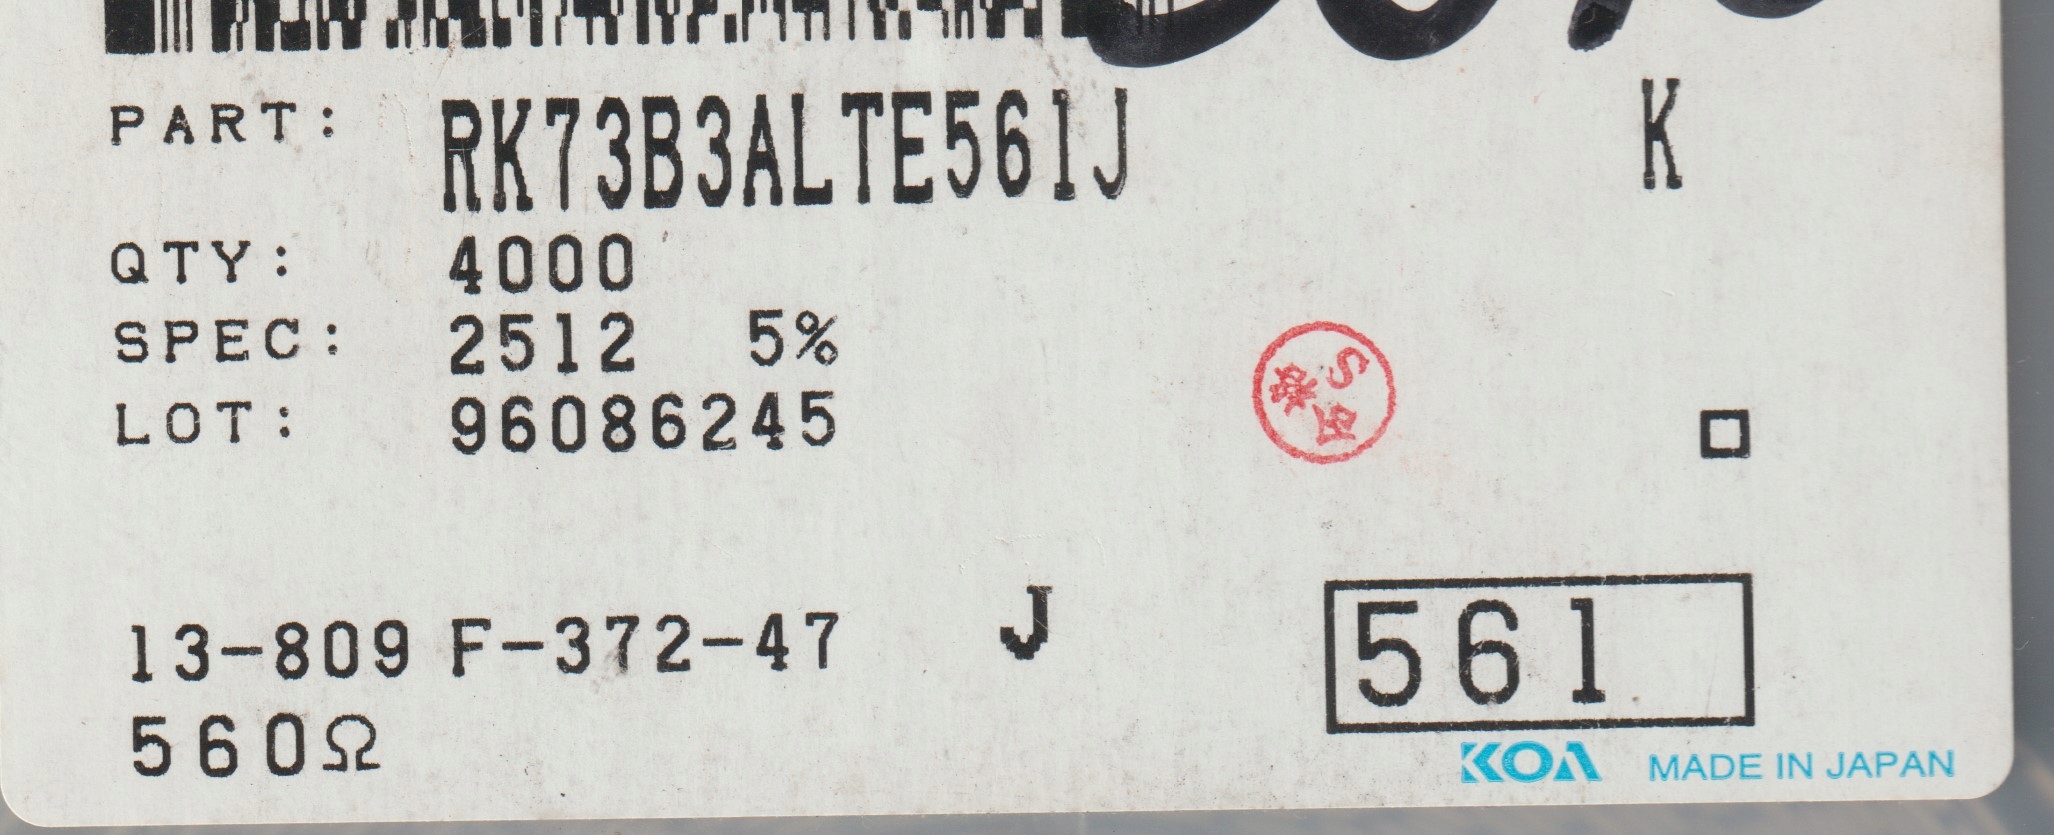 PART: RK73B3ALTE561J K
QTY: 4000
SPEC: 2512 5%
LOT: 96086245
S
13-809 F-372-47 J
561
560Ω
KOA MADE IN JAPAN